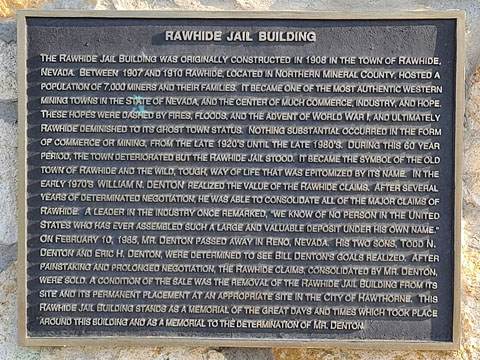 RAWHIDE JAIL BUILDING
THE RAWHIDE JAIL BUILDING WAS ORIGINALLY CONSTRUCTED IN 1908 IN THE TOWN OF RAWHIDE,
NEVADA. BETWEEN 1907 AND 1910 RAWHIDE, LOCATED IN NORTHERN MINERAL COUNTY, HOSTED A
POPULATION OF 7,000 MINERS AND THEIR FAMILIES. IT BECAME ONE OF THE MOST AUTHENTIC WESTERN
MINING TOWNS IN THE STATE OF NEVADA, AND THE CENTER OF MUCH COMMERCE, INDUSTRY, AND HOPE.
THESE HOPES WERE DASHED BY FIRES, FLOODS, AND THE ADVENT OF WORLD WAR I, AND ULTIMATELY
RAWHIDE DEMINISHED TO ITS GHOST TOWN STATUS. NOTHING SUBSTANTIAL OCCURRED IN THE FORM
OF COMMERCE OR MINING, FROM THE LATE 1920'S UNTIL THE LATE 1980'S. DURING THIS 60 YEAR
PERIOD, THE TOWN DETERIORATED BUT THE RAWHIDE JAIL STOOD. IT BECAME THE SYMBOL OF THE OLD
TOWN OF RAWHIDE AND THE WILD, TOUGH, WAY OF LIFE THAT WAS EPITOMIZED BY ITS NAME. IN THE
EARLY 1970'S WILLIAM N. DENTON REALIZED THE VALUE OF THE RAWHIDE CLAIMS. AFTER SEVERAL
YEARS OF DETERMINED NEGOTIATION, HE WAS ABLE TO CONSOLIDATE ALL OF THE MAJOR CLAIMS OF
RAWHIDE. A LEADER IN THE INDUSTRY ONCE REMARKED, "WE KNOW OF NO PERSON IN THE UNITED
STATES WHO HAS EVER ASSEMBLED SUCH A LARGE AND VALUABLE DEPOSIT UNDER HIS OWN NAME."
ON FEBRUARY 10, 1985, MR. DENTON PASSED AWAY IN RENO, NEVADA. HIS TWO SONS, TODD N.
DENTON AND ERIC H. DENTON, WERE DETERMINED TO SEE BILL DENTON'S GOALS REALIZED. AFTER
PAINSTAKING AND PROLONGED NEGOTIATION, THE RAWHIDE CLAIMS, CONSOLIDATED BY MR. DENTON,
WERE SOLD. A CONDITION OF THE SALE WAS THE REMOVAL OF THE RAWHIDE JAIL BUILDING FROM ITS
SITE AND ITS PERMANENT PLACEMENT AT AN APPROPRIATE SITE IN THE CITY OF HAWTHORNE. THIS
RAWHIDE JAIL BUILDING STANDS AS A MEMORIAL OF THE GREAT DAYS AND TIMES WHICH TOOK PLACE
AROUND THIS BUILDING AND AS A MEMORIAL TO THE DETERMINATION OF MR. DENTON.